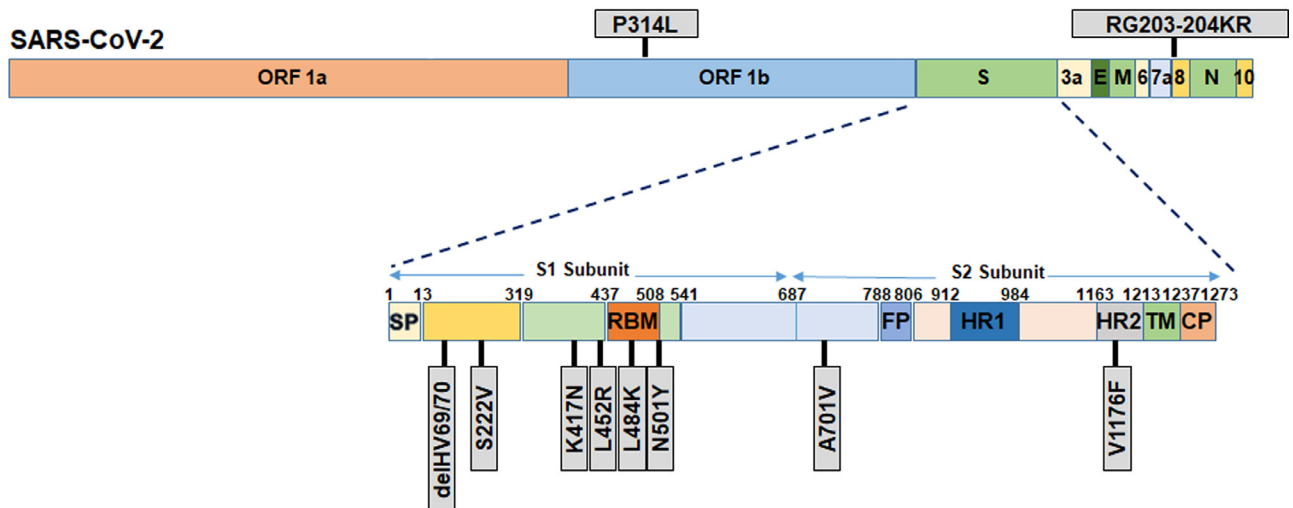 P314L
RG203-204KR
SARS-CoV-2
ORF 1a
ORF 1b
S
3a
E
M
6
7a
8
N
10
S1 Subunit
S2 Subunit
1
13
319
437
508
541
687
788
806
912
984
1163
1213
1237
1273
SP
RBM
FP
HR1
HR2
TM
CP
delHV69/70
S222V
K417N
L452R
L484K
N501Y
A701V
V1176F